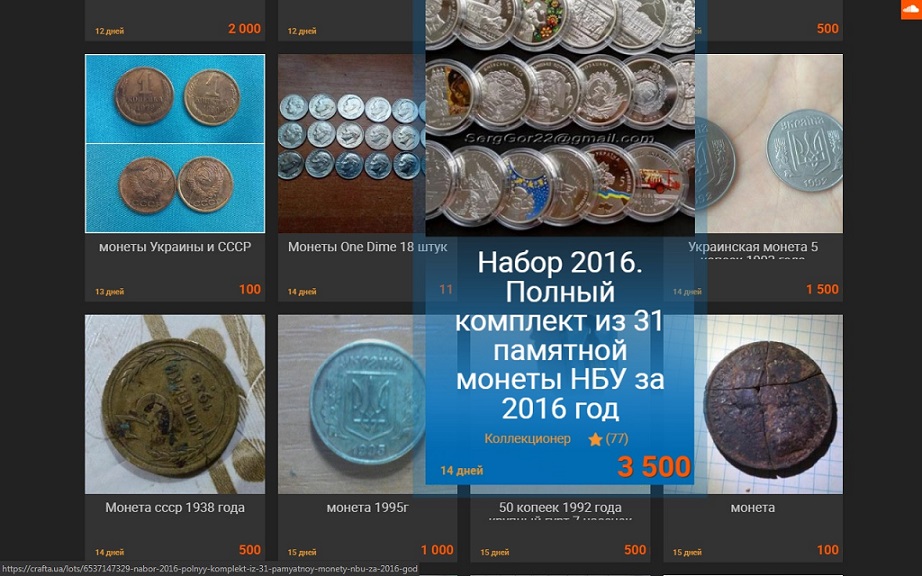 12 дней
2 000
12 дней
500
SergGor22@gmail.com
монеты Украины и СССР
13 дней
100
Монеты One Dime 18 штук
14 дней
11
Набор 2016.
Полный
комплект из 31
памятной
монеты НБУ за
2016 год
Коллекционер
(77)
14 дней
3 500
Украинская монета 5
копеек 1992 года
14 дней
1 500
Монета ссср 1938 года
14 дней
500
монета 1995г
15 дней
1 000
50 копеек 1992 года
15 дней
500
монета
15 дней
100
https://crafta.ua/lots/6537147329-nabor-2016-polnyy-komplekt-iz-31-pamyatnoy-monety-nbu-za-2016-god